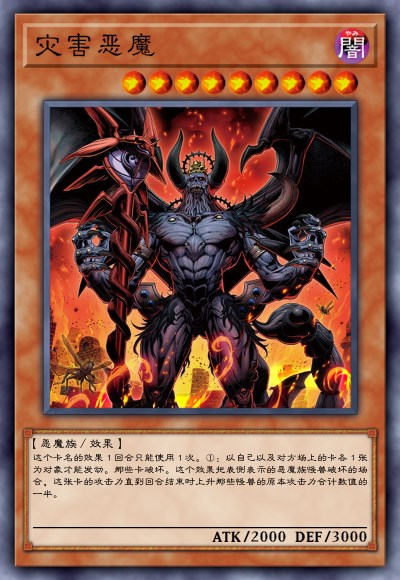 灾害恶魔
やみ
闇
【恶魔族／效果】
这个卡名的效果1回合只能使用1次。①：以自己以及对方场上的卡各1张
为对象才能发动。那些卡破坏。这个效果把表侧表示的恶魔族怪兽破坏的场
合，这张卡的攻击力直到回合结束时上升那些怪兽的原本攻击力合计数值的
一半。
ATK/2000 DEF/3000